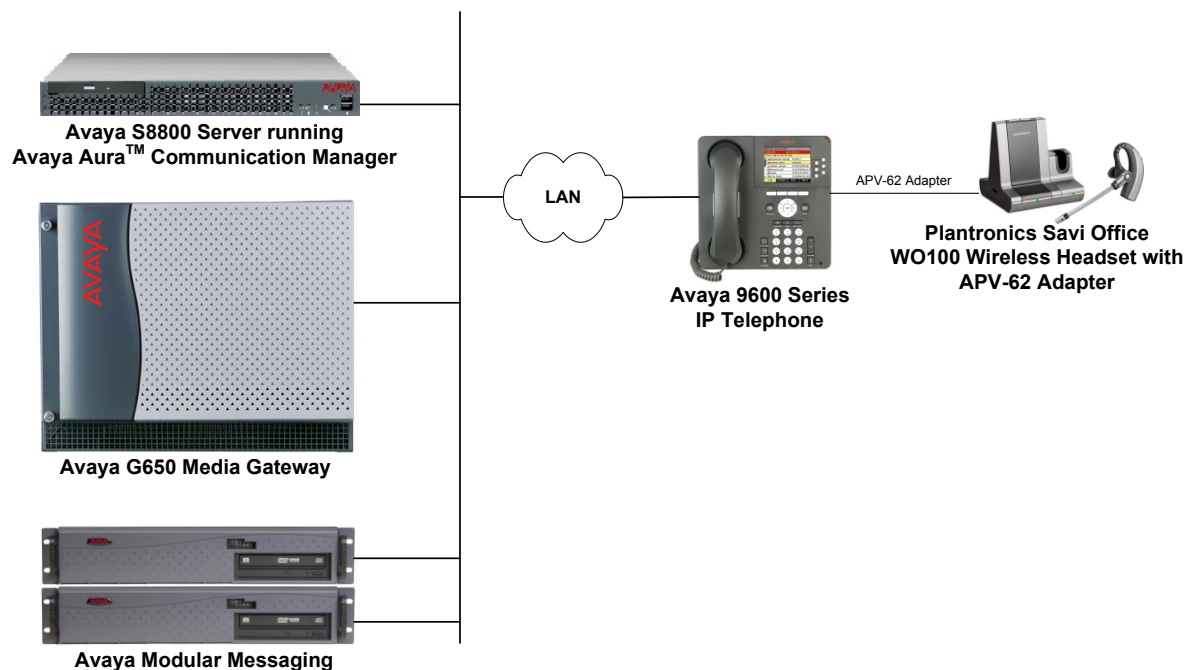 Avaya S8800 Server running
Avaya Aura™ Communication Manager
AVAYA
Avaya G650 Media Gateway
Avaya Modular Messaging
LAN
Avaya 9600 Series
IP Telephone
APV-62 Adapter
Plantronics Savi Office
WO100 Wireless Headset with
APV-62 Adapter